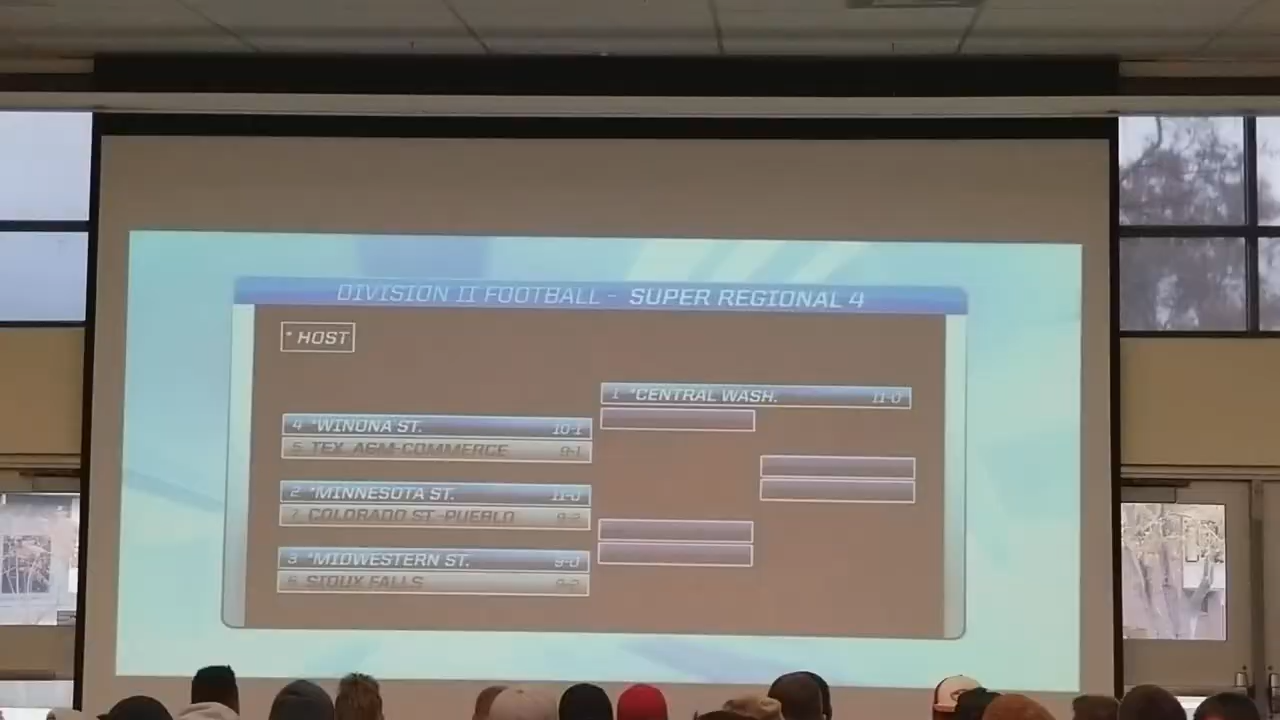 DIVISION II FOOTBALL - SUPER REGIONAL 4
* HOST
1 *CENTRAL WASH. 11-0
4 *WINONA ST. 10-1
5 TEX. A&M-COMMERCE 9-1
2 *MINNESOTA ST. 11-0
7 COLORADO ST.-PUEBLO 9-2
3 *MIDWESTERN ST. 9-0
6 SIOUX FALLS 9-2